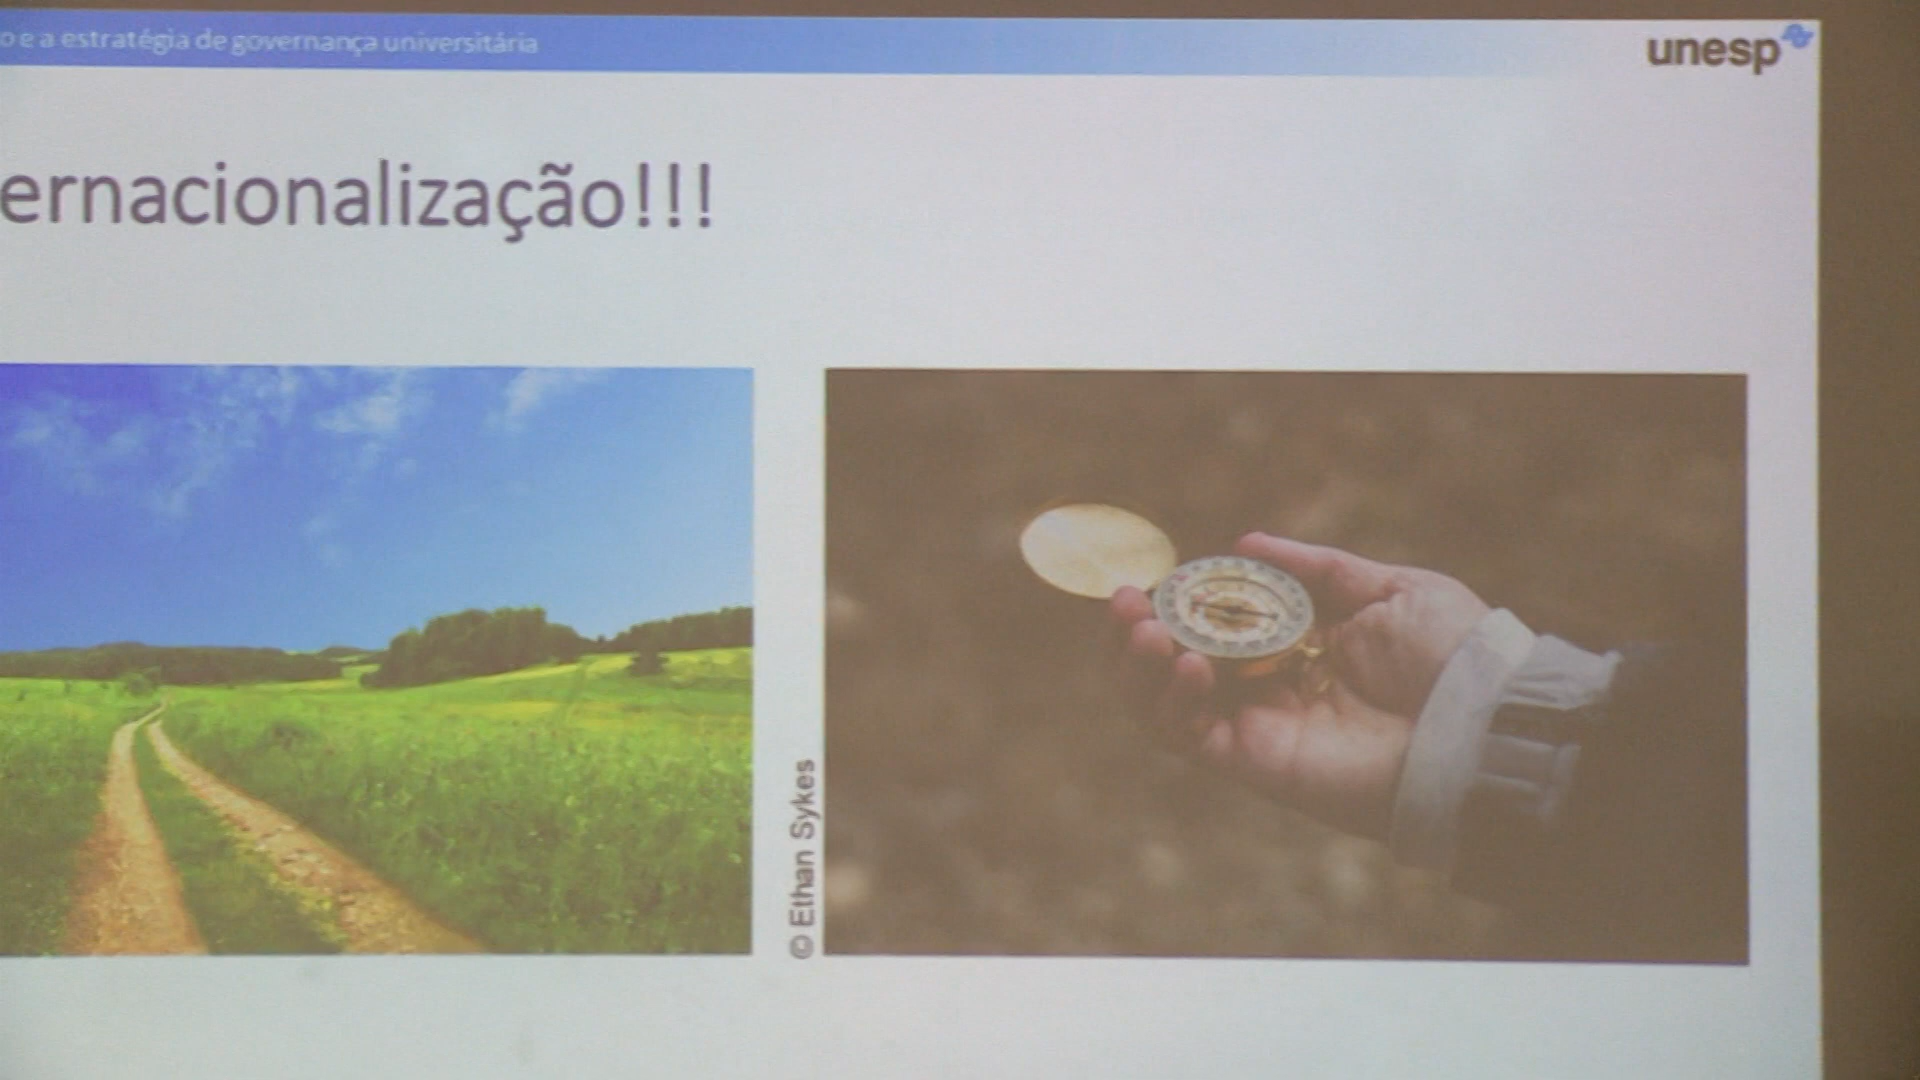 o e a estratégia de governança universitária
unesp
ernacionalização!!!
© Ethan Sykes